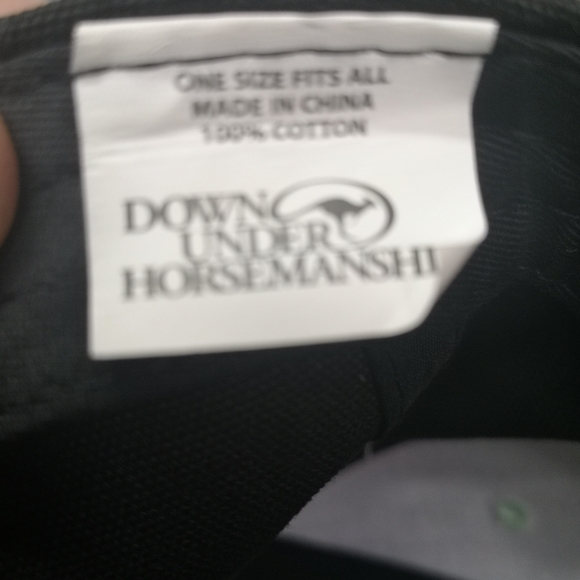 ONE SIZE FITS ALL
MADE IN CHINA
100% COTTON
DOWN
UNDER
HORSEMANSHI